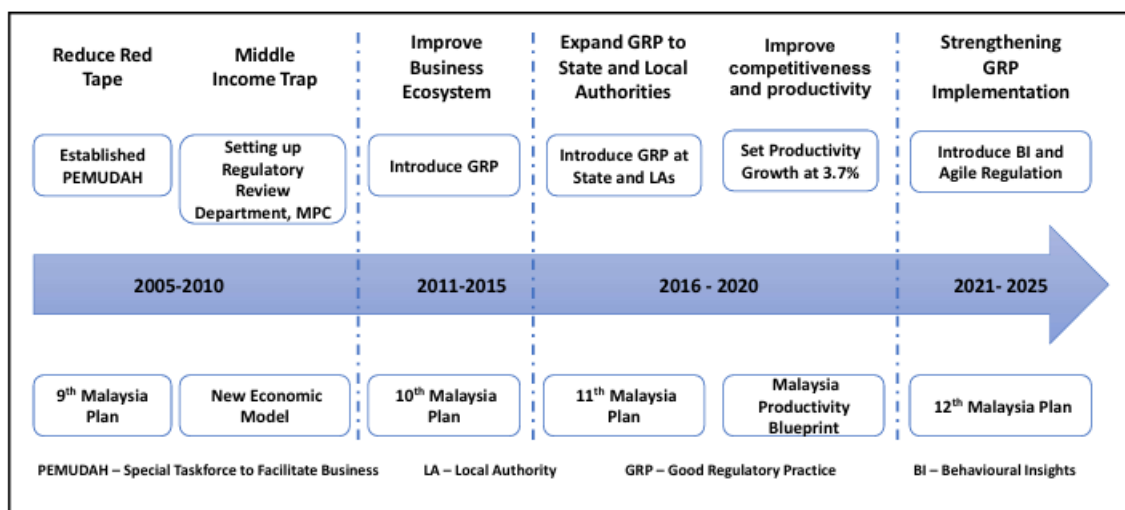 Reduce Red
Tape
Middle
Income Trap
Improve
Business
Ecosystem
Expand GRP to
State and Local
Authorities
Improve
competitiveness
and productivity
Strengthening
GRP
Implementation
Established
PEMUDAH
Setting up
Regulatory
Review
Department, MPC
Introduce GRP
Introduce GRP at
State and LAs
Set Productivity
Growth at 3.7%
Introduce BI and
Agile Regulation
2005-2010
2011-2015
2016 - 2020
2021- 2025
9th Malaysia
Plan
New Economic
Model
10th Malaysia
Plan
11th Malaysia
Plan
Malaysia
Productivity
Blueprint
12th Malaysia Plan
PEMUDAH – Special Taskforce to Facilitate Business
LA – Local Authority
GRP – Good Regulatory Practice
BI – Behavioural Insights